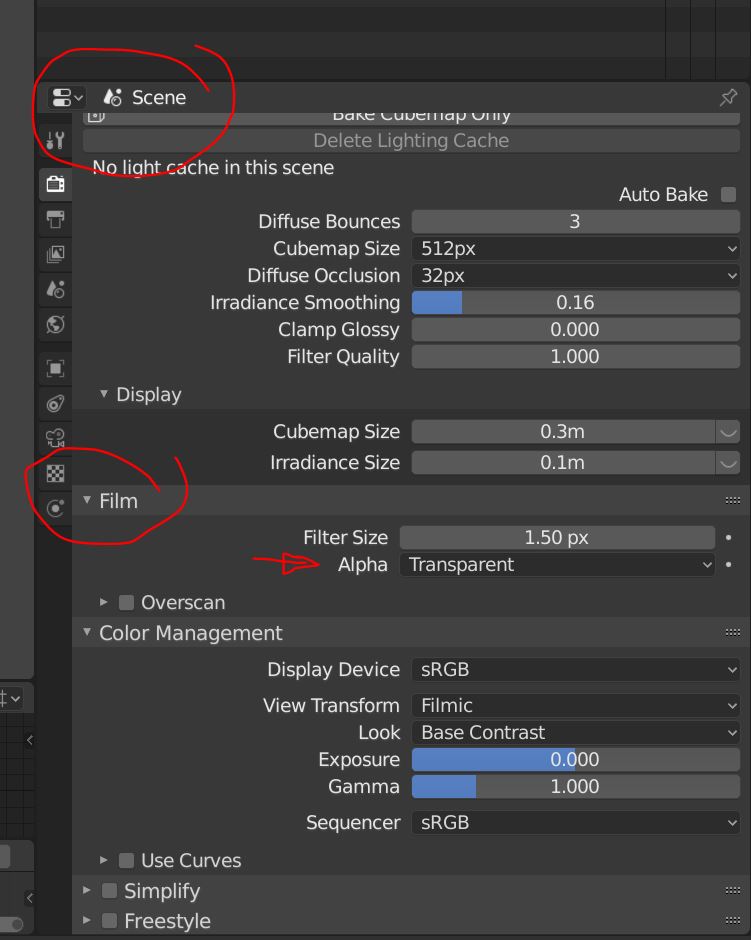 Scene
Bake Cubemap Only
Delete Lighting Cache
No light cache in this scene
Auto Bake
Diffuse Bounces 3
Cubemap Size 512px
Diffuse Occlusion 32px
Irradiance Smoothing 0.16
Clamp Glossy 0.000
Filter Quality 1.000
Display
Cubemap Size 0.3m
Irradiance Size 0.1m
Film
Filter Size 1.50 px
Alpha Transparent
Overscan
Color Management
Display Device sRGB
View Transform Filmic
Look Base Contrast
Exposure 0.000
Gamma 1.000
Sequencer sRGB
Use Curves
Simplify
Freestyle